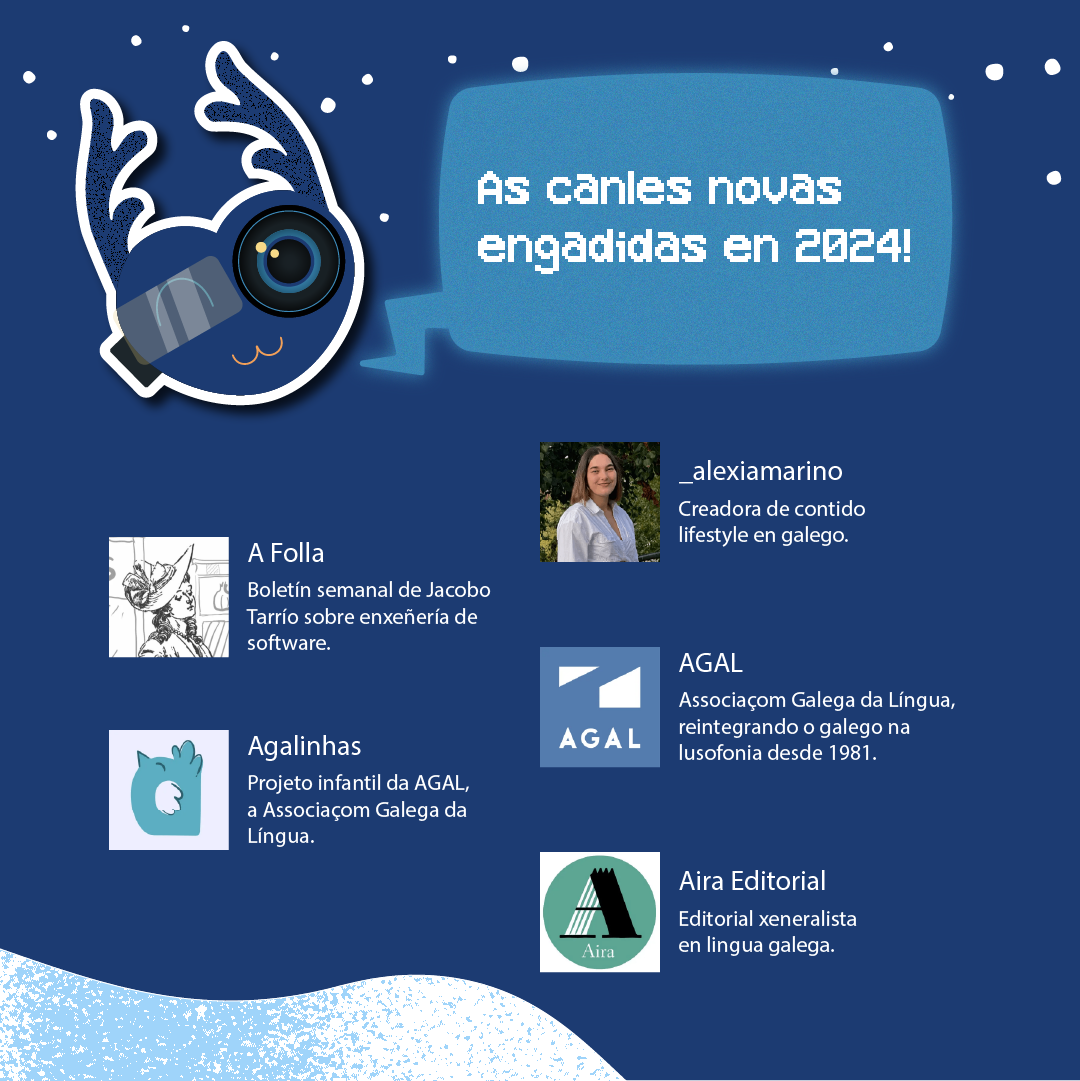 As canles novas
engadidas en 2024!
_alexiamarino
Creadora de contido
lifestyle en galego.
A Folla
Boletín semanal de Jacobo
Tarrío sobre enxeñería de
software.
AGAL
AGAL
Associaçom Galega da Língua,
reintegrando o galego na
lusofonia desde 1981.
Agalinhas
Projeto infantil da AGAL,
a Associaçom Galega da
Língua.
Aira
Aira Editorial
Editorial xeneralista
en lingua galega.